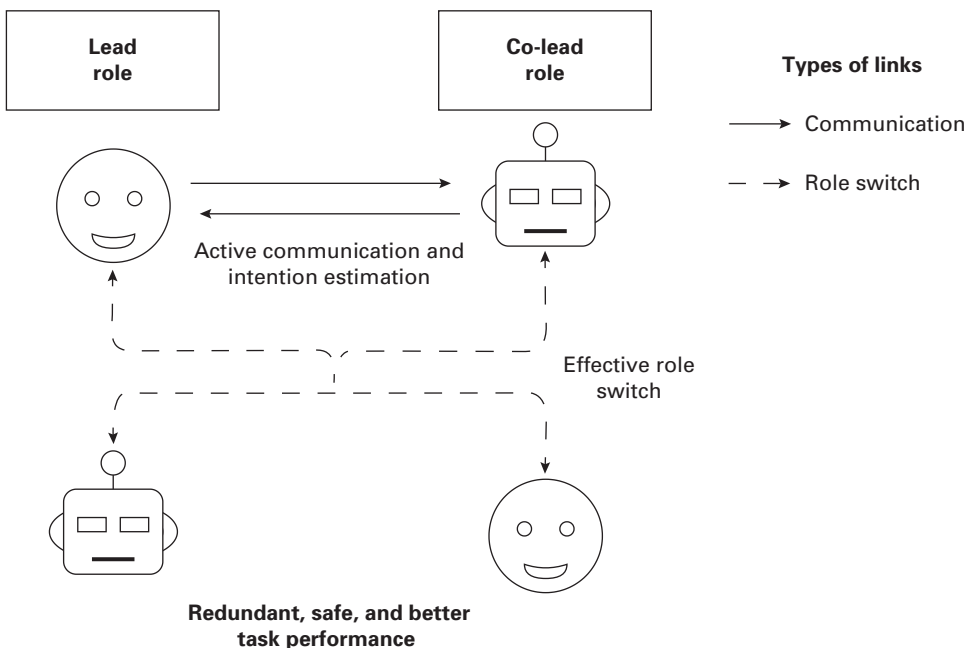 Lead
role
Co-lead
role
Types of links
Communication
Role switch
Active communication and
intention estimation
Effective role
switch
Redundant, safe, and better
task performance